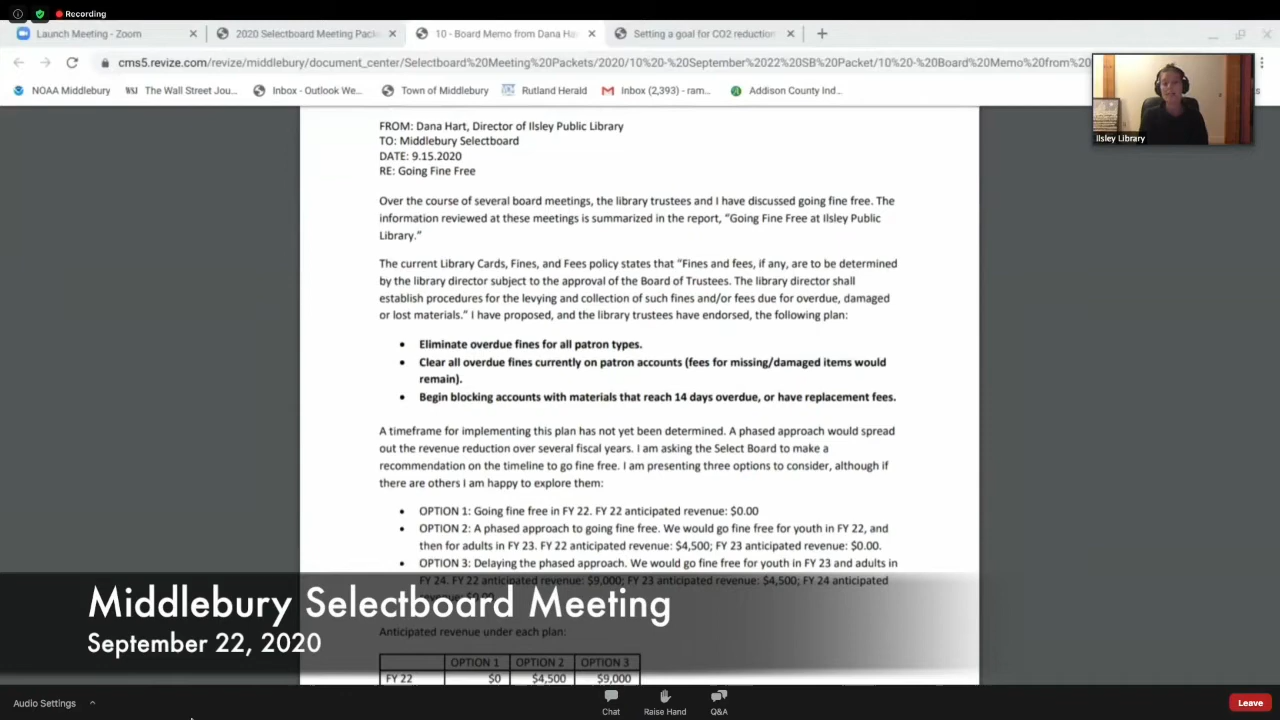 Recording
Launch Meeting - Zoom
2020 Selectboard Meeting Pack
10 - Board Memo from Dana Ha
Setting a goal for CO2 reduction
cms5.revize.com/revize/middlebury/document_center/Selectboard%20Meeting%20Packets/2020/10%20-%20September%2022%20SB%20Packet/10%20-%20Board%20Memo%20from%20
NOAA Middlebury
WSJ
The Wall Street Jou...
Inbox - Outlook We...
Town of Middlebury
Rutland Herald
Inbox (2,393) - ram...
Addison County Ind...
Ilsley Library
FROM: Dana Hart, Director of Ilsley Public Library
TO: Middlebury Selectboard
DATE: 9.15.2020
RE: Going Fine Free
Over the course of several board meetings, the library trustees and I have discussed going fine free. The
information reviewed at these meetings is summarized in the report, “Going Fine Free at Ilsley Public
Library.”
The current Library Cards, Fines, and Fees policy states that “Fines and fees, if any, are to be determined
by the library director subject to the approval of the Board of Trustees. The library director shall
establish procedures for the levying and collection of such fines and/or fees due for overdue, damaged
or lost materials.” I have proposed, and the library trustees have endorsed, the following plan:
• Eliminate overdue fines for all patron types.
• Clear all overdue fines currently on patron accounts (fees for missing/damaged items would
remain).
• Begin blocking accounts with materials that reach 14 days overdue, or have replacement fees.
A timeframe for implementing this plan has not yet been determined. A phased approach would spread
out the revenue reduction over several fiscal years. I am asking the Select Board to make a
recommendation on the timeline to go fine free. I am presenting three options to consider, although if
there are others I am happy to explore them:
• OPTION 1: Going fine free in FY 22. FY 22 anticipated revenue: $0.00
• OPTION 2: A phased approach to going fine free. We would go fine free for youth in FY 22, and
then for adults in FY 23. FY 22 anticipated revenue: $4,500; FY 23 anticipated revenue: $0.00.
• OPTION 3: Delaying the phased approach. We would go fine free for youth in FY 23 and adults in
FY 24. FY 22 anticipated revenue: $9,000; FY 23 anticipated revenue: $4,500; FY 24 anticipated
Middlebury Selectboard Meeting
September 22, 2020
Anticipated revenue under each plan:
OPTION 1 OPTION 2 OPTION 3
FY 22 $0 $4,500 $9,000
Audio Settings
Chat
Raise Hand
Q&A
Leave